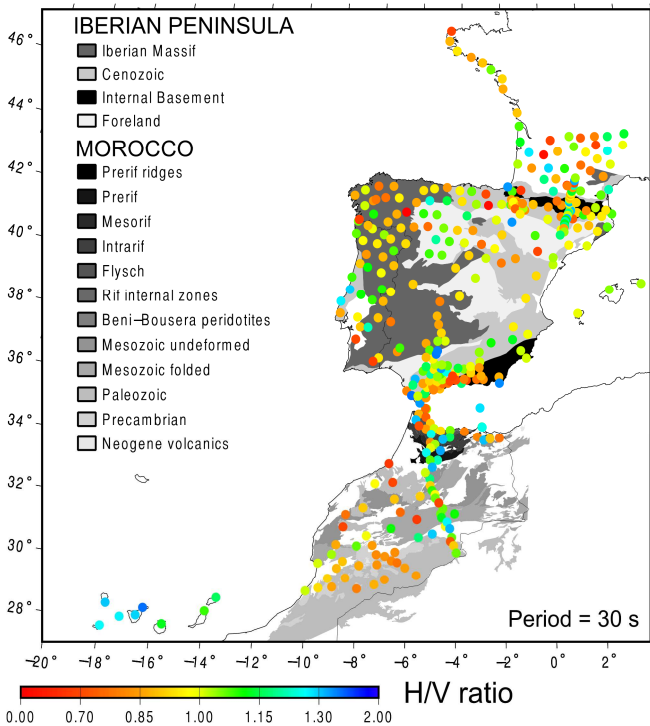 IBERIAN PENINSULA
Iberian Massif
Cenozoic
Internal Basement
Foreland
MOROCCO
Prerif ridges
Prerif
Mesorif
Intrarif
Flysch
Rif internal zones
Beni−Bousera peridotites
Mesozoic undeformed
Mesozoic folded
Paleozoic
Precambrian
Neogene volcanics
46°
44°
42°
40°
38°
36°
34°
32°
30°
28°
Period = 30 s
−20° −18° −16° −14° −12° −10° −8° −6° −4° −2° 0° 2°
H/V ratio
0.00 0.70 0.85 1.00 1.15 1.30 2.00